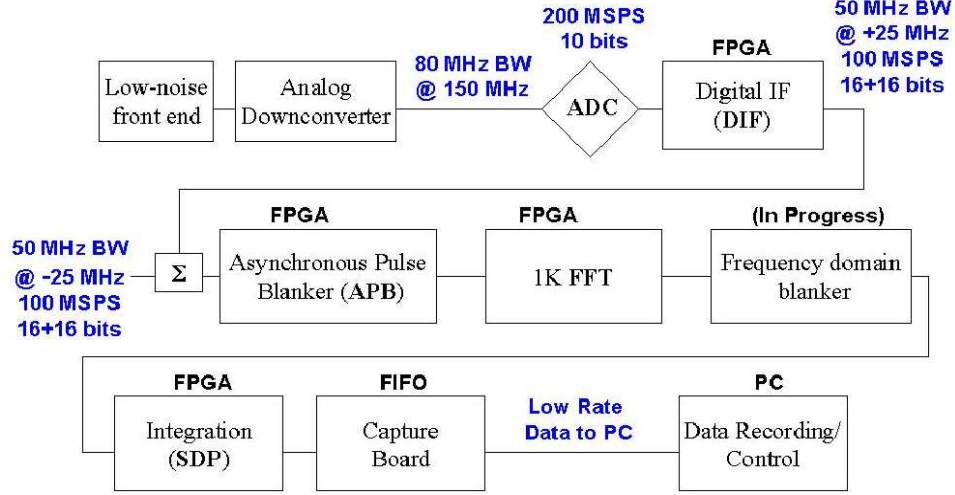 50 MHz BW
@ +25 MHz
100 MSPS
16+16 bits
200 MSPS
10 bits
80 MHz BW
@ 150 MHz
FPGA
Low-noise
front end
Analog
Downconverter
ADC
Digital IF
(DIF)
FPGA
FPGA
(In Progress)
50 MHz BW
@ -25 MHz
100 MSPS
16+16 bits
Σ
Asynchronous Pulse
Blanker (APB)
1K FFT
Frequency domain
blanker
FPGA
FIFO
PC
Integration
(SDP)
Capture
Board
Low Rate
Data to PC
Data Recording/
Control